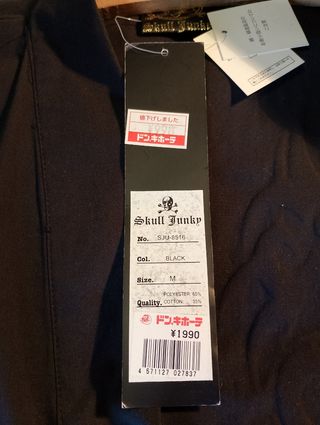 Skull Junky
値下げしました
ドン.キホーテ
Skull Junky
No. SJU-8516
Col. BLACK
Size. M
Quality. POLYESTER 65%
COTTON 35%
ドン.キホーテ
¥1990
4 571127 027837